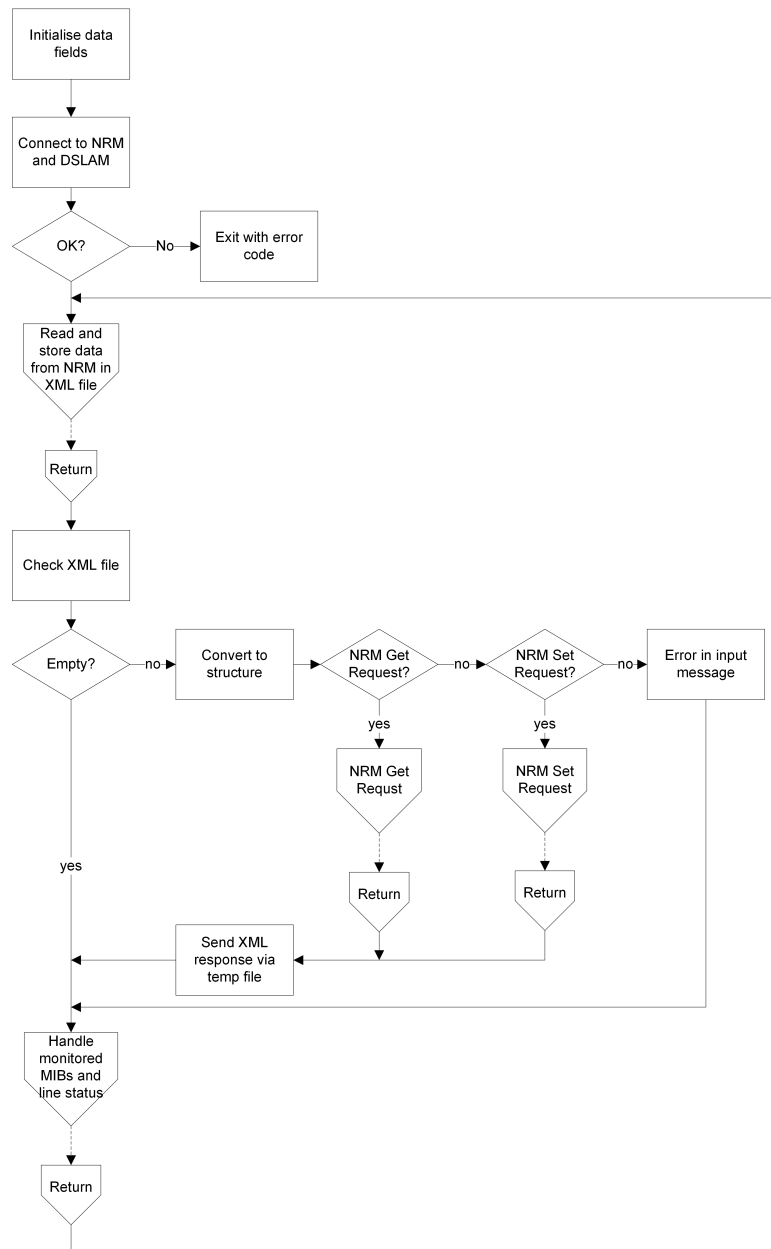 Initialise data
fields
Connect to NRM
and DSLAM
OK?
No
Exit with error
code
Read and
store data
from NRM in
XML file
Return
Check XML file
Empty?
no
Convert to
structure
NRM Get
Request?
no
NRM Set
Request?
no
Error in input
message
yes
yes
NRM Get
Requst
NRM Set
Request
yes
Return
Return
Send XML
response via
temp file
Handle
monitored
MIBs and
line status
Return